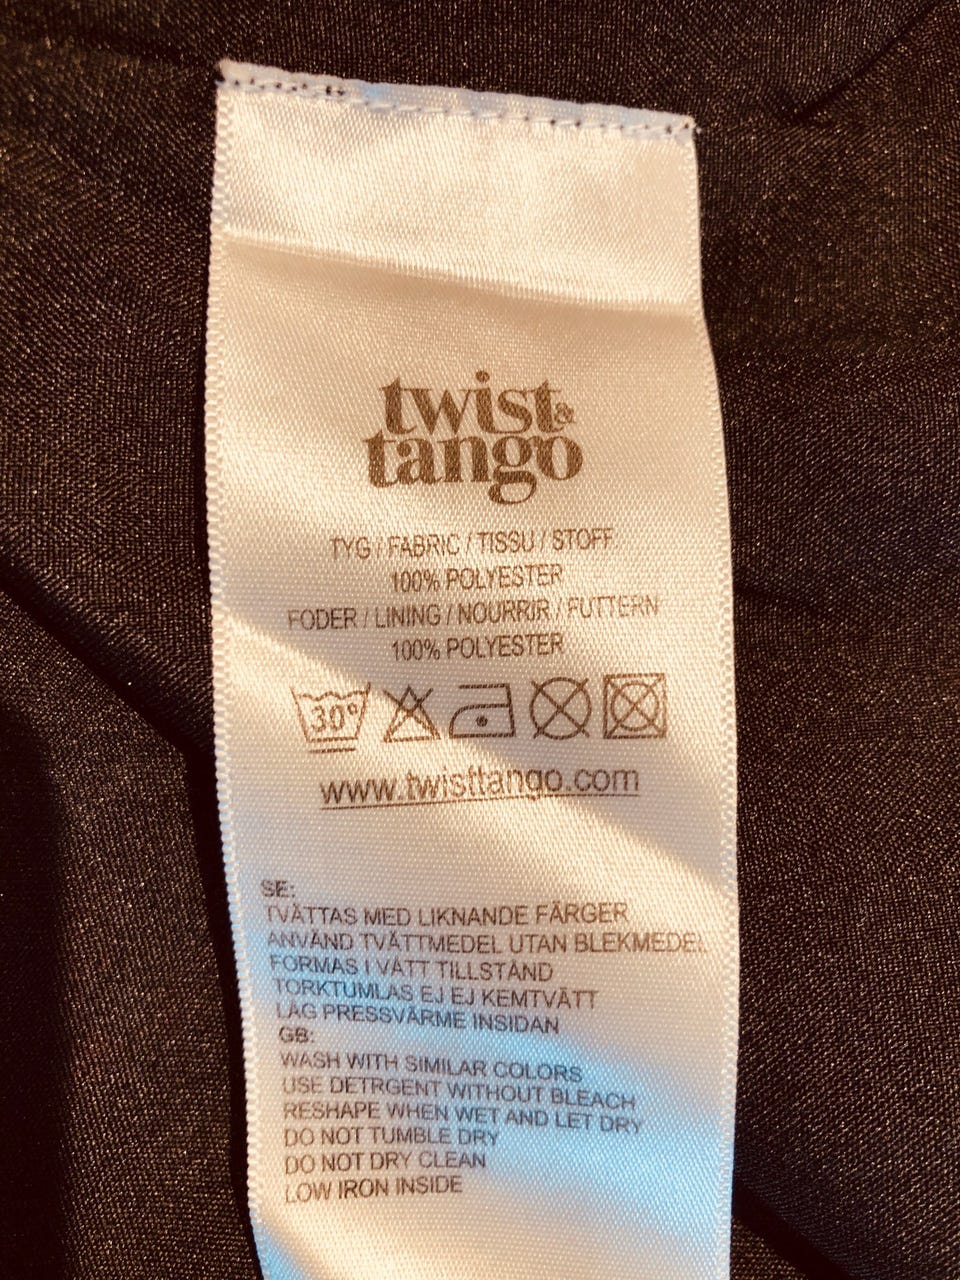 twist &
tango
TYG / FABRIC / TISSU / STOFF
100% POLYESTER
FODER / LINING / NOURRIR / FUTTERN
100% POLYESTER
30°
www.twisttango.com
SE:
TVÄTTAS MED LIKNANDE FÄRGER
ANVÄND TVÄTTMEDEL UTAN BLEKMEDEL
FORMAS I VÅTT TILLSTÅND
TORKTUMLAS EJ EJ KEMTVÄTT
LÅG PRESSVÄRME INSIDAN
GB:
WASH WITH SIMILAR COLORS
USE DETRGENT WITHOUT BLEACH
RESHAPE WHEN WET AND LET DRY
DO NOT TUMBLE DRY
DO NOT DRY CLEAN
LOW IRON INSIDE